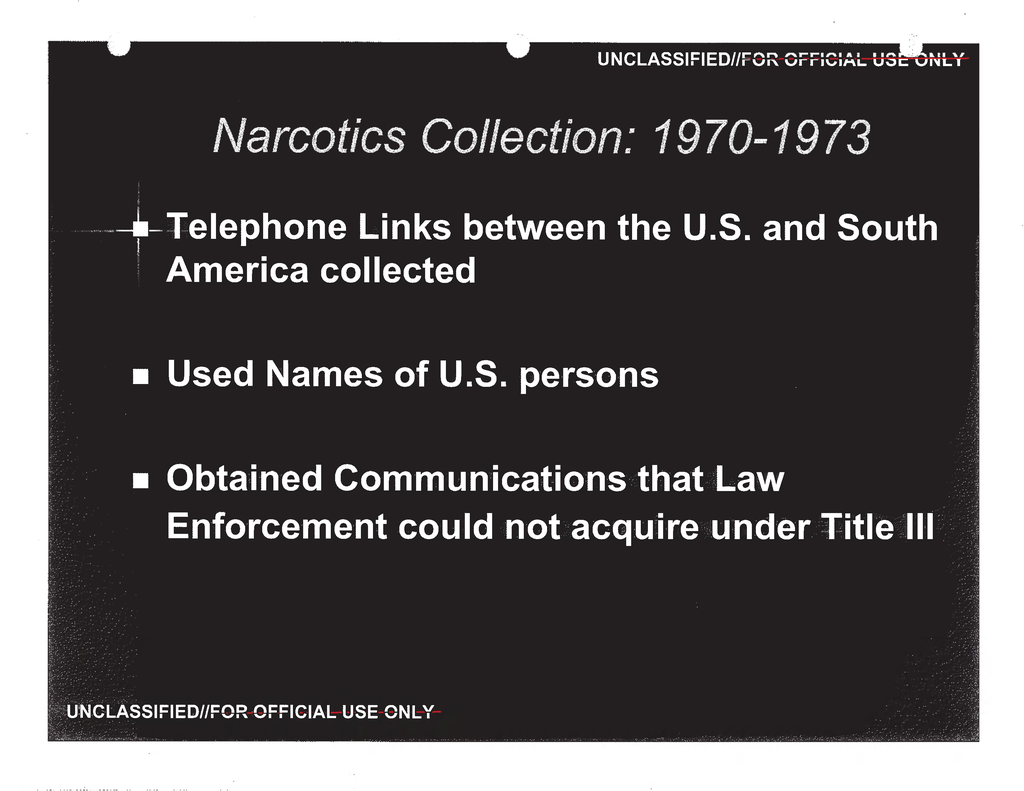 UNCLASSIFIED//FOR OFFICIAL USE ONLY
Narcotics Collection: 1970-1973
■ Telephone Links between the U.S. and South
America collected
■ Used Names of U.S. persons
■ Obtained Communications that Law
Enforcement could not acquire under Title III
UNCLASSIFIED//FOR OFFICIAL USE ONLY